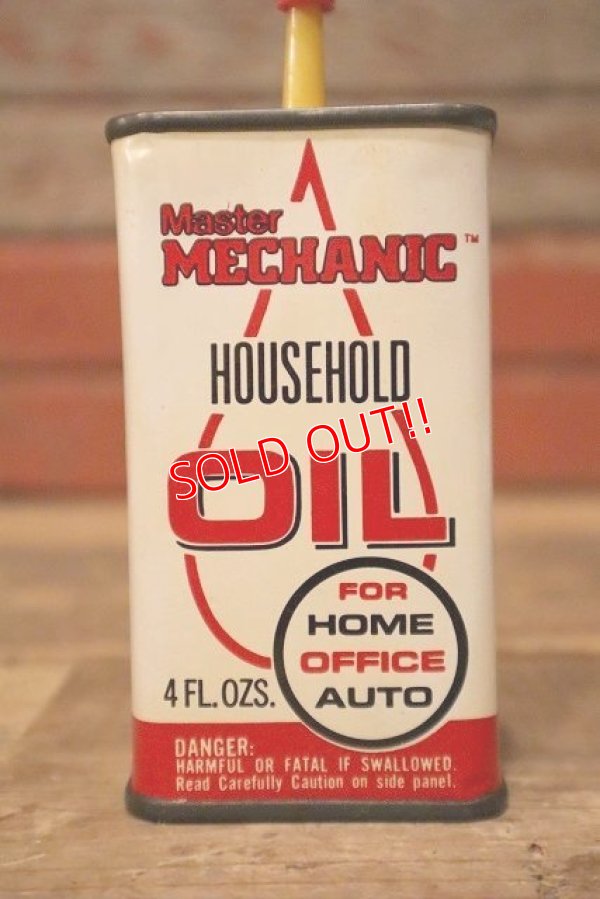 Master
MECHANIC™
HOUSEHOLD
SOLD OUT!!
OIL
FOR
HOME
OFFICE
AUTO
4 FL. OZS.
DANGER:
HARMFUL OR FATAL IF SWALLOWED.
Read Carefully Caution on side panel.